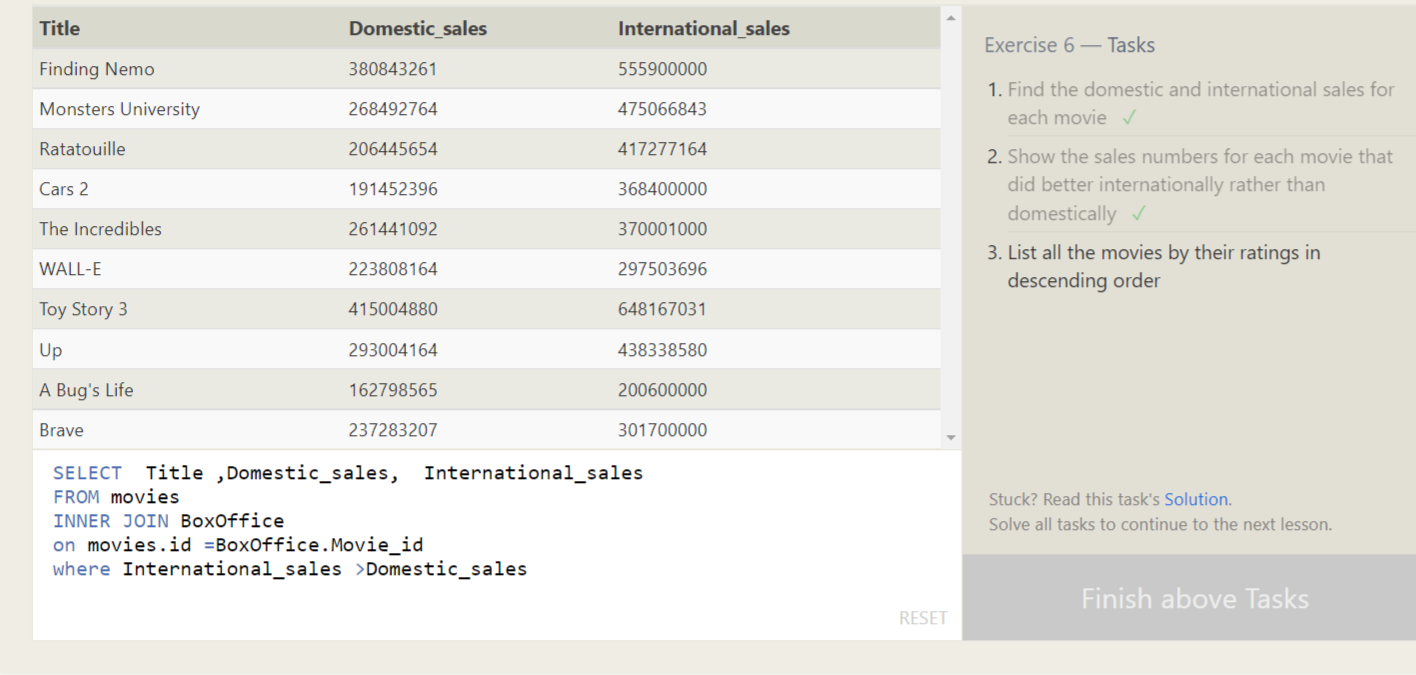 Title Domestic_sales International_sales
Finding Nemo 380843261 555900000
Monsters University 268492764 475066843
Ratatouille 206445654 417277164
Cars 2 191452396 368400000
The Incredibles 261441092 370001000
WALL-E 223808164 297503696
Toy Story 3 415004880 648167031
Up 293004164 438338580
A Bug's Life 162798565 200600000
Brave 237283207 301700000
SELECT  Title ,Domestic_sales,  International_sales
FROM movies
INNER JOIN BoxOffice
on movies.id =BoxOffice.Movie_id
where International_sales >Domestic_sales
RESET
Exercise 6 — Tasks
1. Find the domestic and international sales for
each movie ✓
2. Show the sales numbers for each movie that
did better internationally rather than
domestically ✓
3. List all the movies by their ratings in
descending order
Stuck? Read this task's Solution.
Solve all tasks to continue to the next lesson.
Finish above Tasks